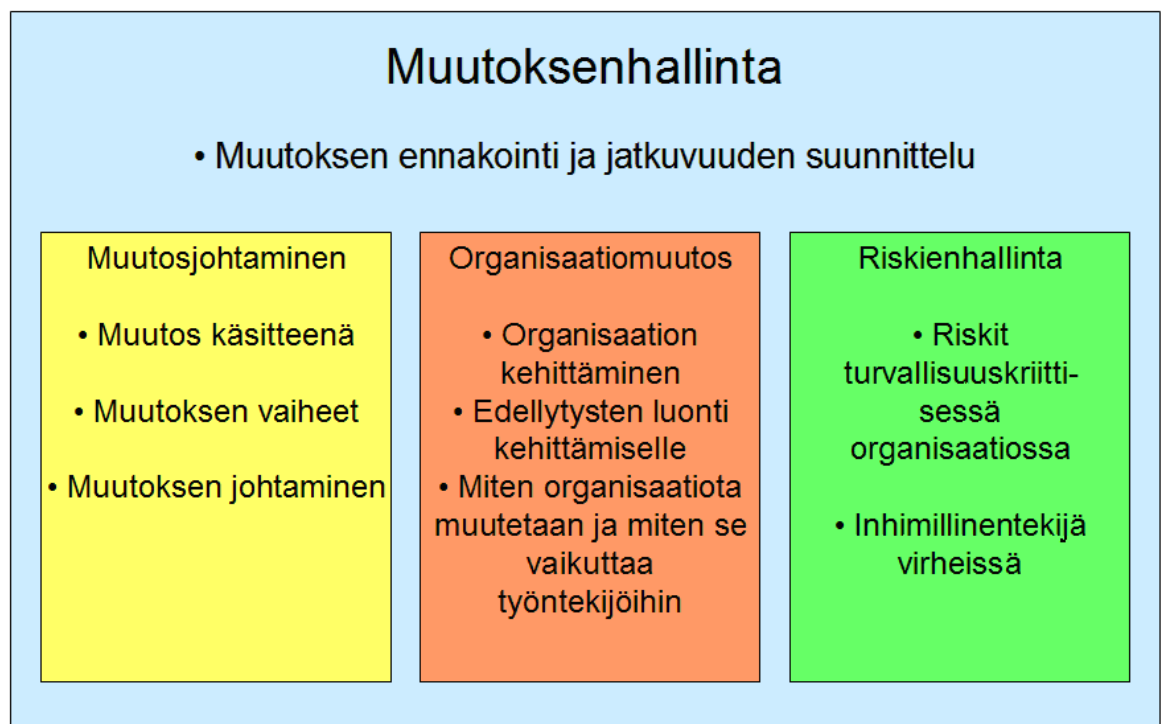 Muutoksenhallinta
• Muutoksen ennakointi ja jatkuvuuden suunnittelu
Muutosjohtaminen
• Muutos käsitteenä
• Muutoksen vaiheet
• Muutoksen johtaminen
Organisaatiomuutos
• Organisaation
kehittäminen
• Edellytysten luonti
kehittämiselle
• Miten organisaatiota
muutetaan ja miten se
vaikuttaa
työntekijöihin
Riskienhallinta
• Riskit
turvallisuuskriitti-
sessä
organisaatiossa
• Inhimillinentekijä
virheissä